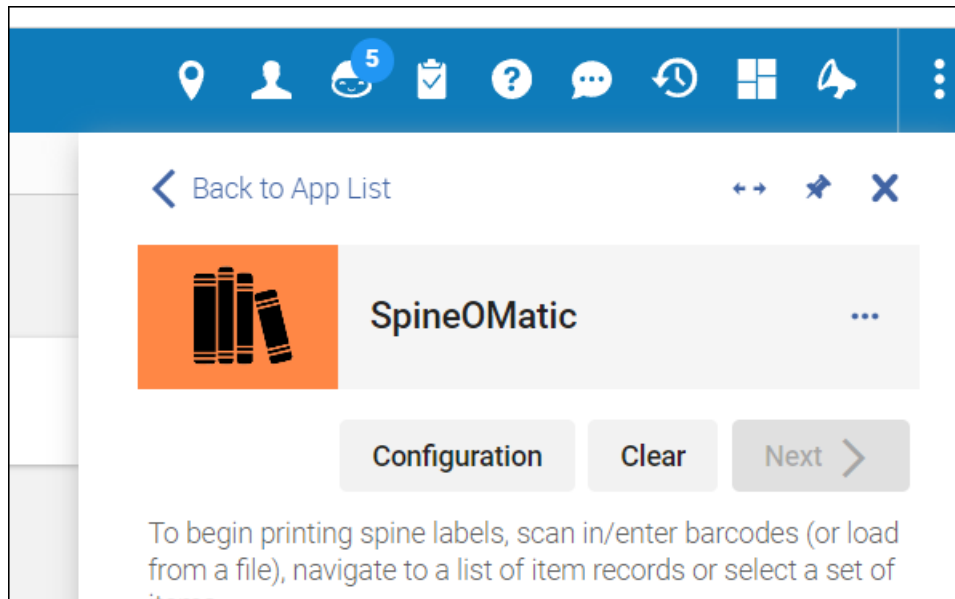 5
Back to App List
SpineOMatic
Configuration
Clear
Next
To begin printing spine labels, scan in/enter barcodes (or load
from a file), navigate to a list of item records or select a set of